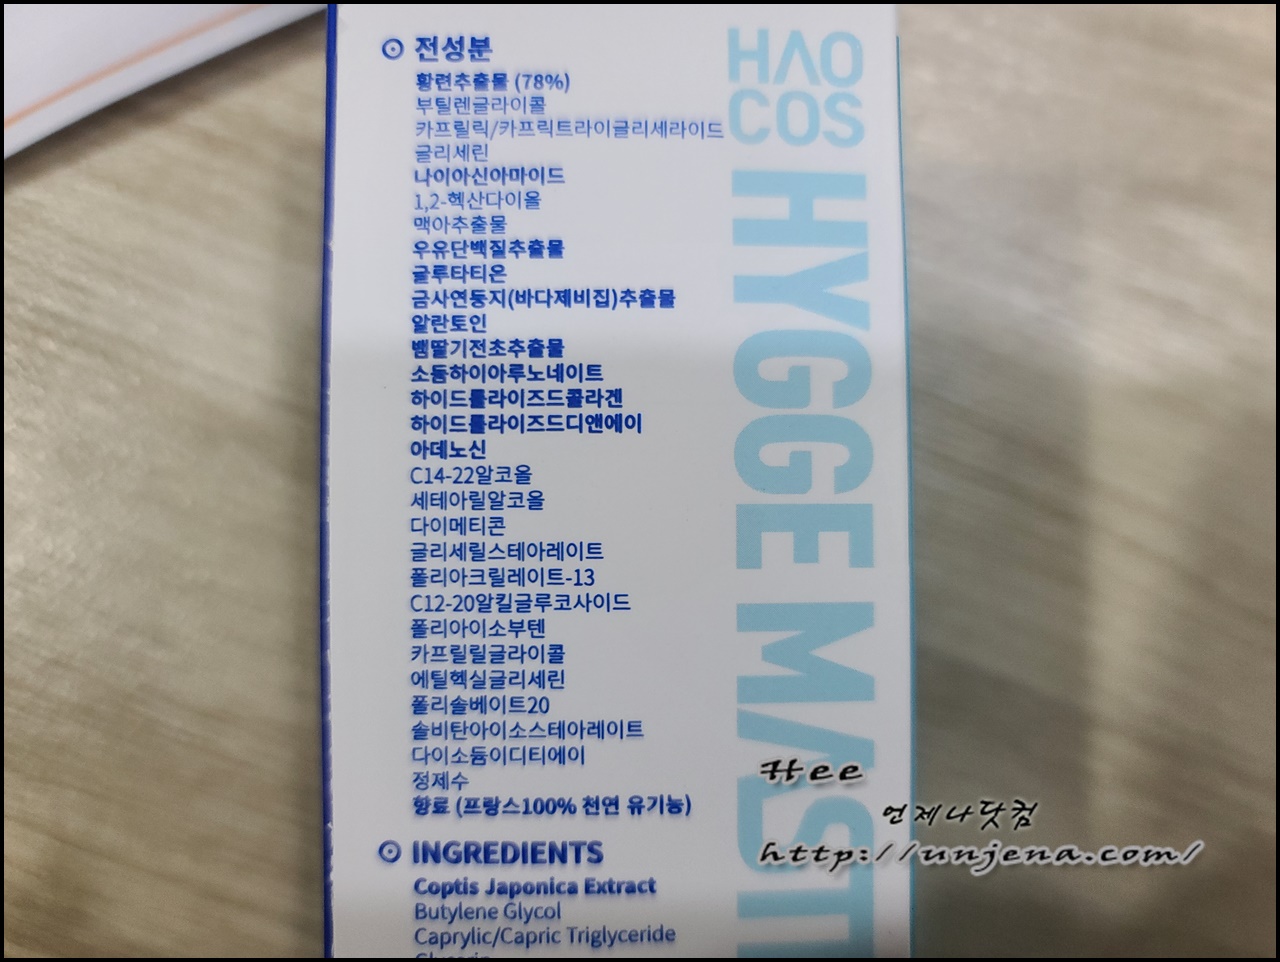 전성분
황련추출물 (78%)
부틸렌글라이콜
카프릴릭/카프릭트라이글리세라이드
글리세린
나이아신아마이드
1,2-헥산다이올
맥아추출물
우유단백질추출물
글루타티온
금사연둥지(바다제비집)추출물
알란토인
뱀딸기전초추출물
소듐하이아루노네이트
하이드롤라이즈드콜라겐
하이드롤라이즈드디앤에이
아데노신
C14-22알코올
세테아릴알코올
다이메티콘
글리세릴스테아레이트
폴리아크릴레이트-13
C12-20알킬글루코사이드
폴리아이소부텐
카프릴릴글라이콜
에틸헥실글리세린
폴리솔베이트20
솔비탄아이소스테아레이트
다이소듐이디티에이
정제수
향료 (프랑스100% 천연 유기능)
INGREDIENTS
Coptis Japonica Extract
Butylene Glycol
Caprylic/Capric Triglyceride
Glycerin
HAO
COS
HYGGE
Hee
언제나닷컴
http://unjena.com/